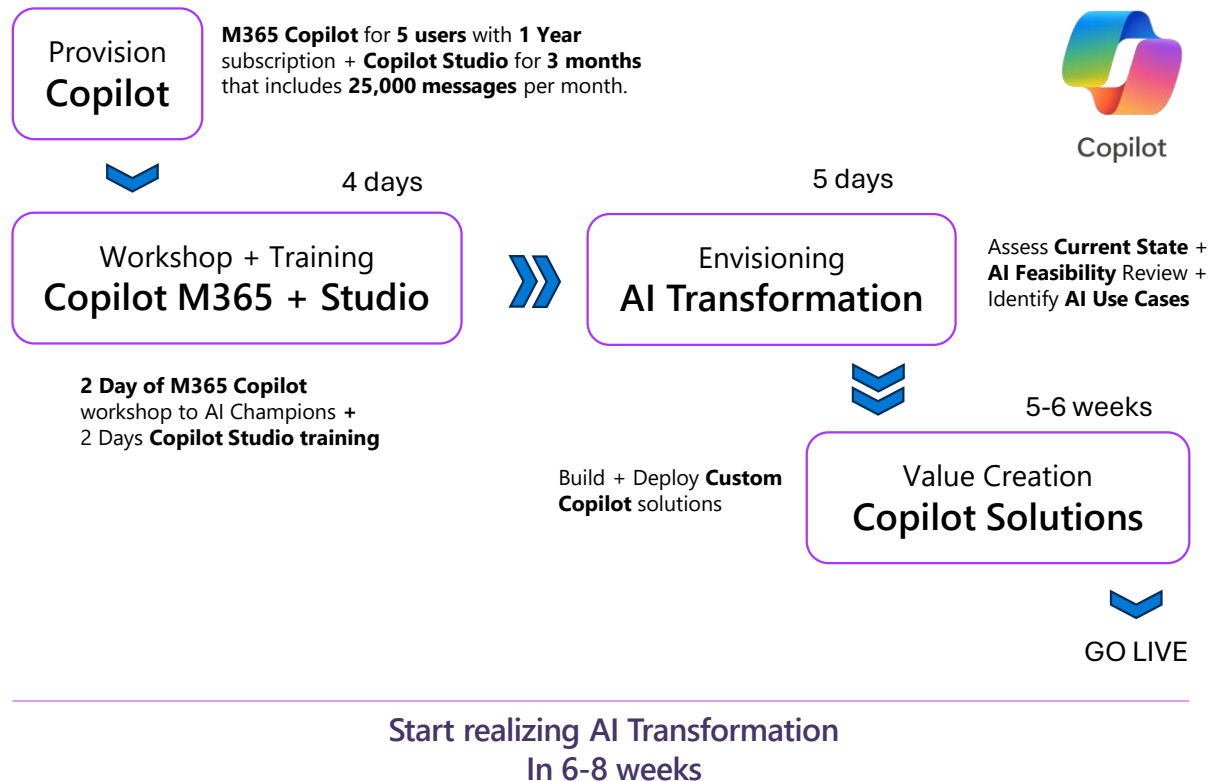 Provision
Copilot
M365 Copilot for 5 users with 1 Year
subscription + Copilot Studio for 3 months
that includes 25,000 messages per month.
Copilot
4 days
Workshop + Training
Copilot M365 + Studio
2 Day of M365 Copilot
workshop to AI Champions +
2 Days Copilot Studio training
5 days
Envisioning
AI Transformation
Assess Current State +
AI Feasibility Review +
Identify AI Use Cases
5-6 weeks
Value Creation
Copilot Solutions
Build + Deploy Custom
Copilot solutions
GO LIVE
Start realizing AI Transformation
In 6-8 weeks